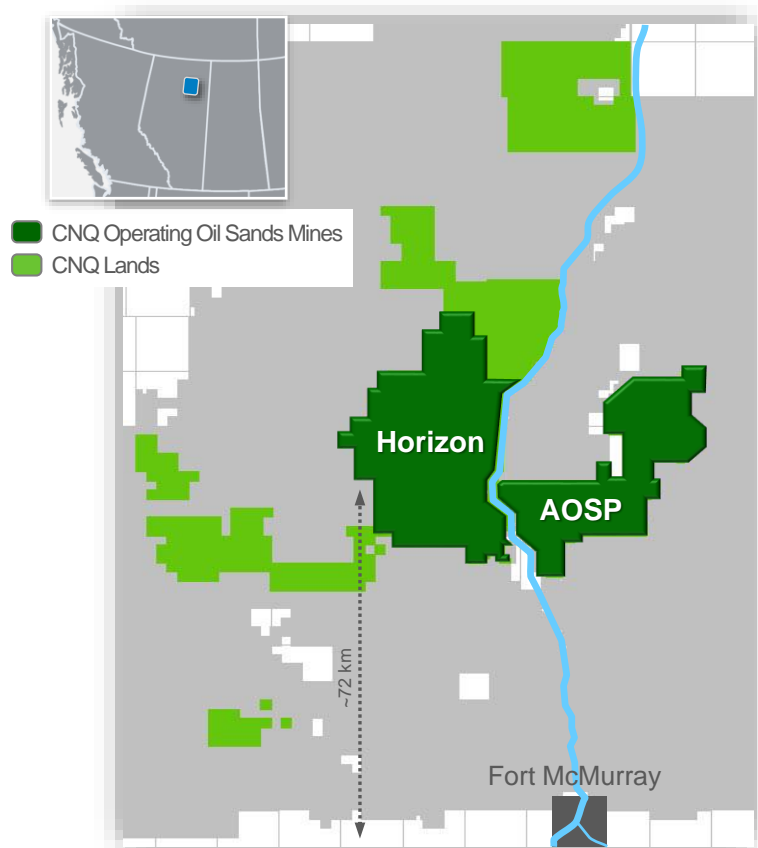 CNQ Operating Oil Sands Mines
CNQ Lands
Horizon
AOSP
~72 km
Fort McMurray